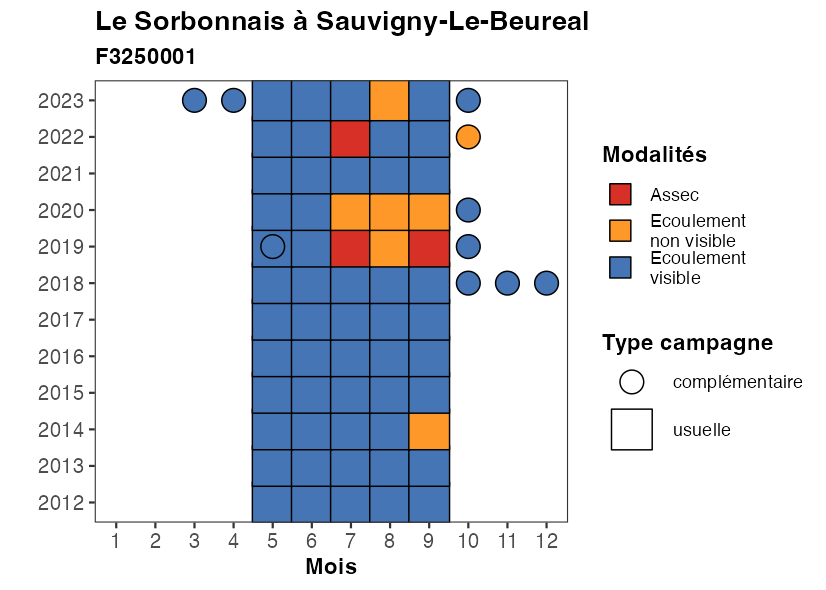 Le Sorbonnais à Sauvigny-Le-Beureal
F3250001
2023
2022
2021
2020
2019
2018
2017
2016
2015
2014
2013
2012
1 2 3 4 5 6 7 8 9 10 11 12
Mois
Modalités
Assec
Ecoulement
non visible
Ecoulement
visible
Type campagne
complémentaire
usuelle